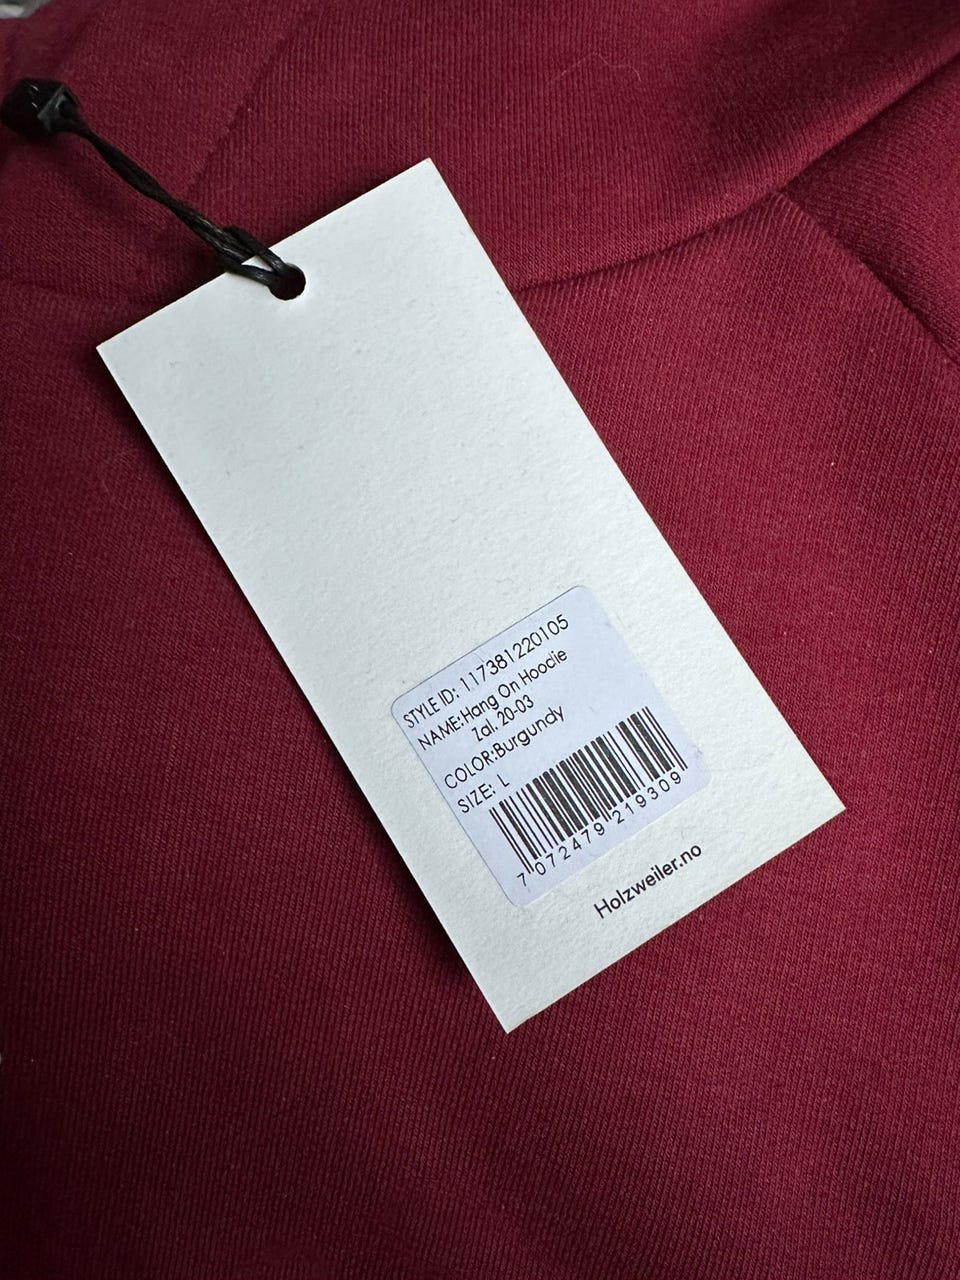 STYLE ID: 117381220105
NAME:Hang On Hoodie
Zal. 20-03
COLOR:Burgundy
SIZE: L
7 072479 219309
Holzweiler.no